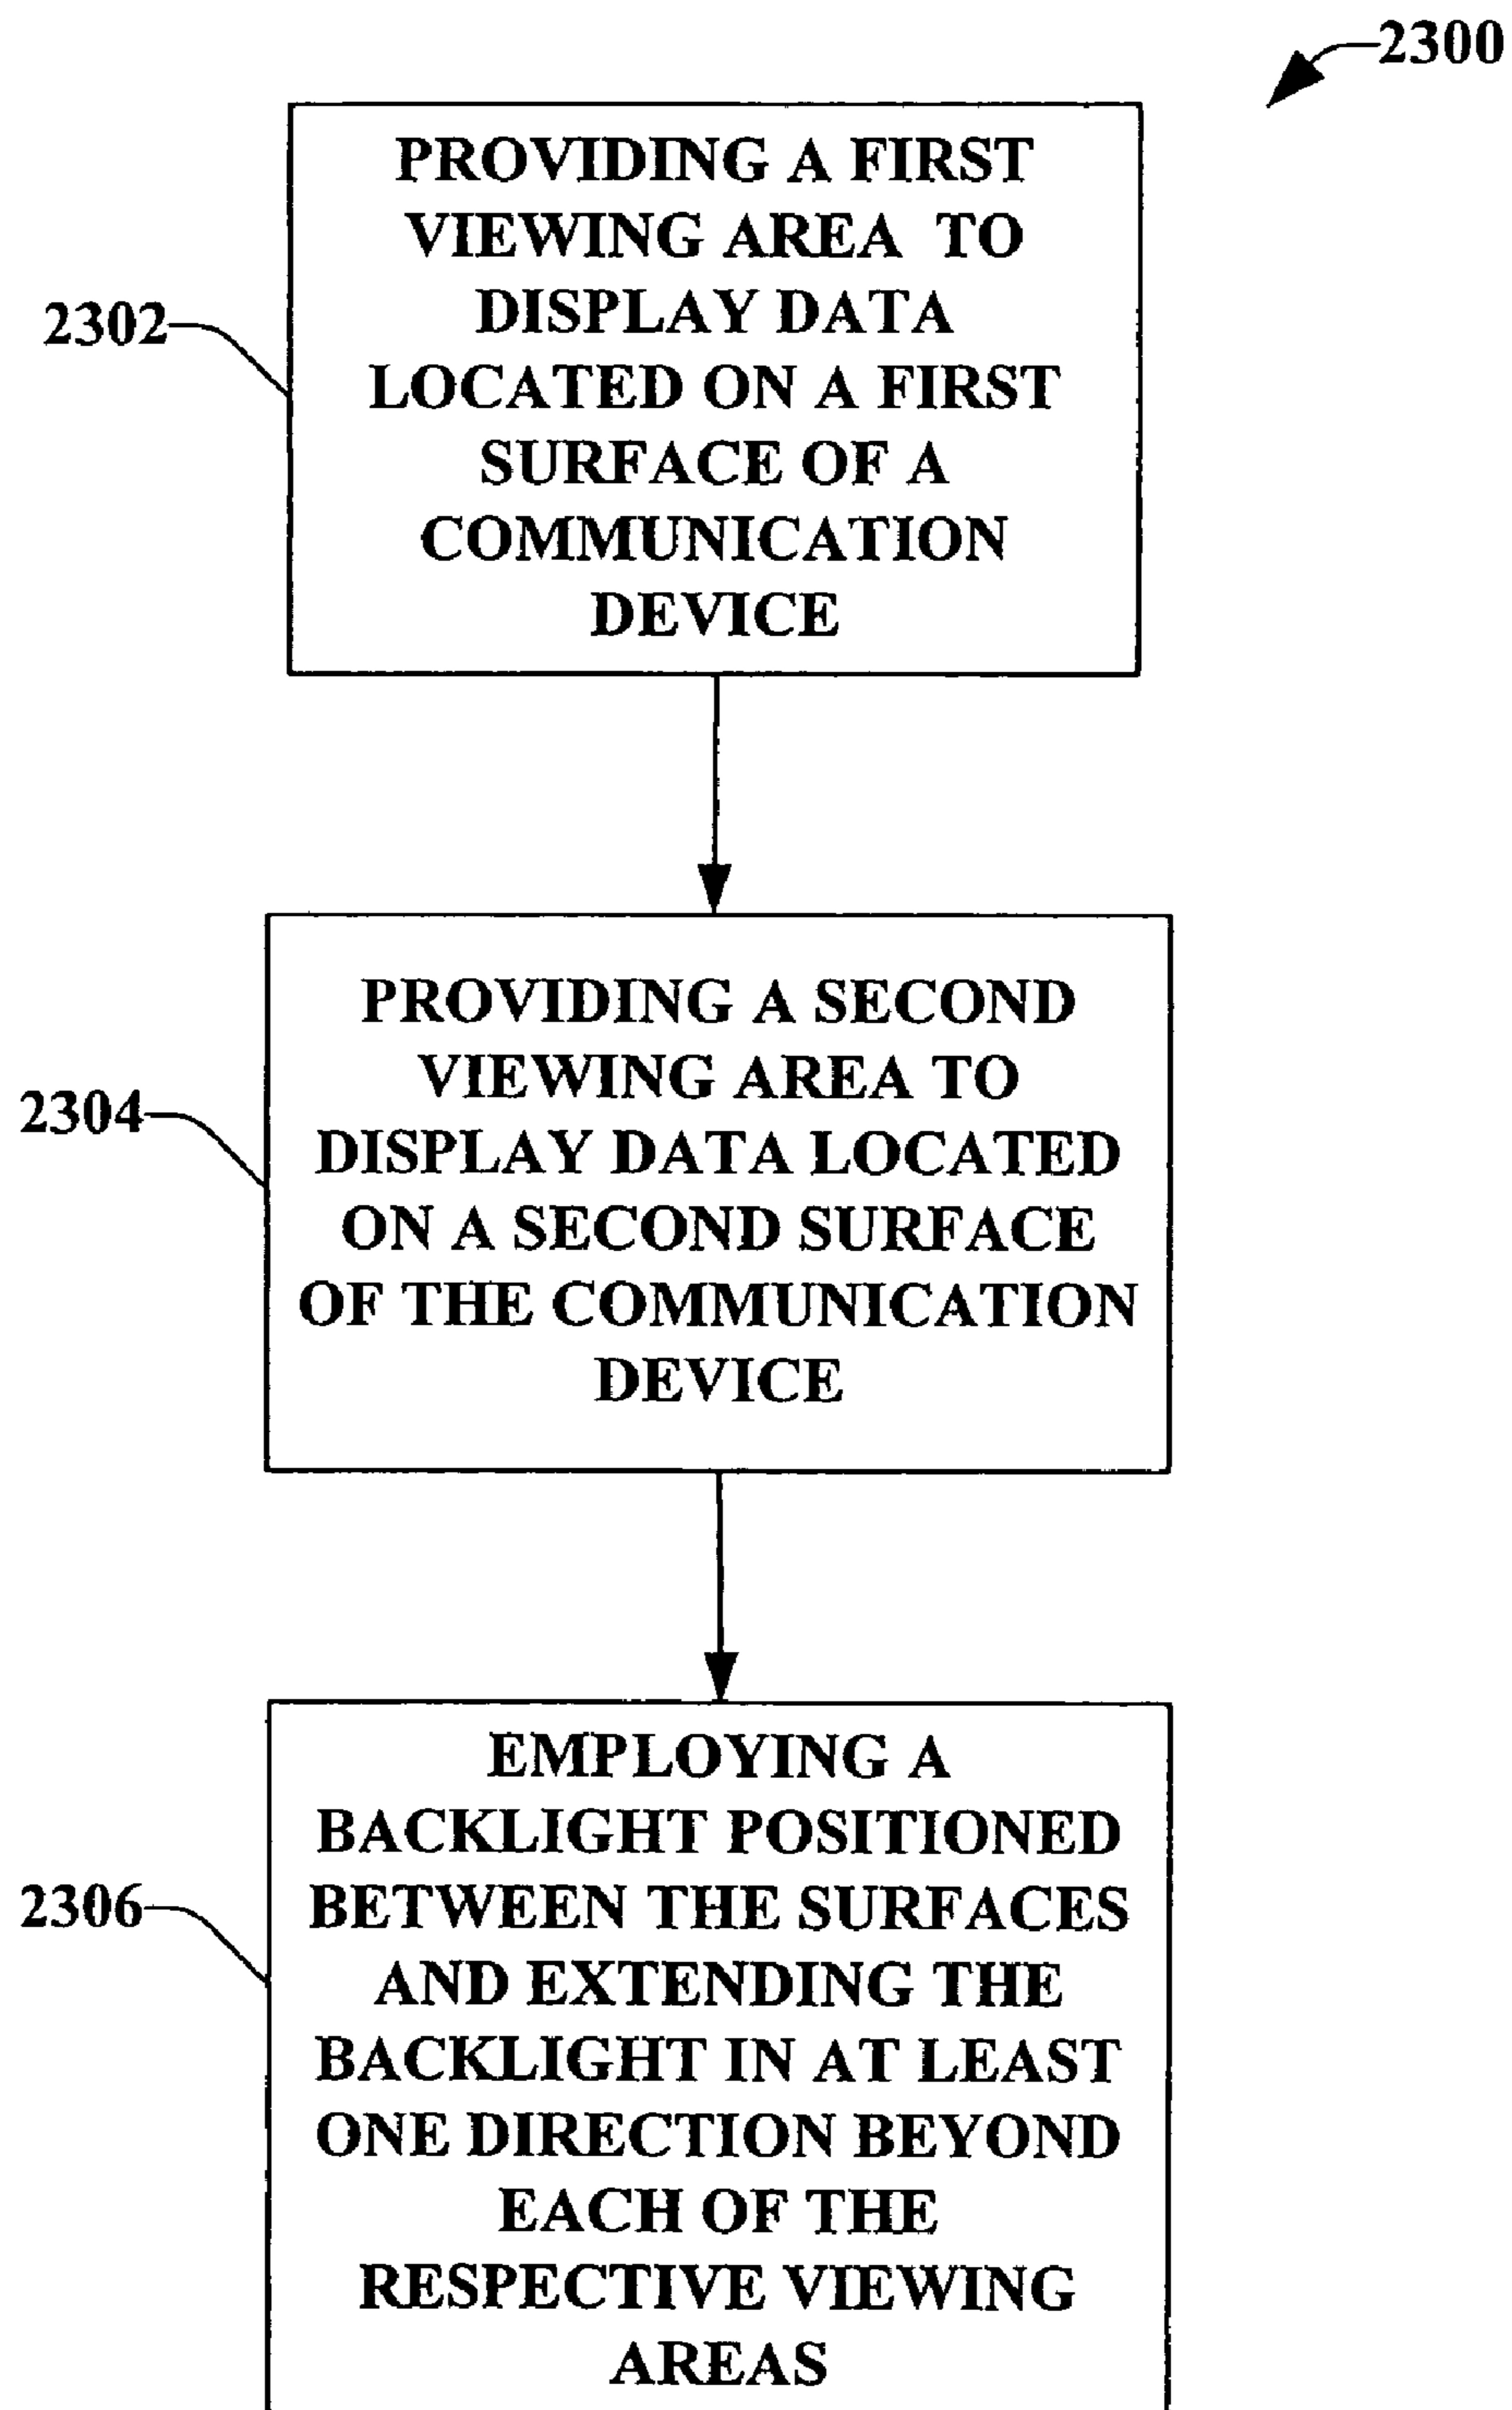 2300
PROVIDING A FIRST
VIEWING AREA TO
DISPLAY DATA
LOCATED ON A FIRST
SURFACE OF A
COMMUNICATION
DEVICE
2302
PROVIDING A SECOND
VIEWING AREA TO
DISPLAY DATA LOCATED
ON A SECOND SURFACE
OF THE COMMUNICATION
DEVICE
2304
EMPLOYING A
BACKLIGHT POSITIONED
BETWEEN THE SURFACES
AND EXTENDING THE
BACKLIGHT IN AT LEAST
ONE DIRECTION BEYOND
EACH OF THE
RESPECTIVE VIEWING
AREAS
2306